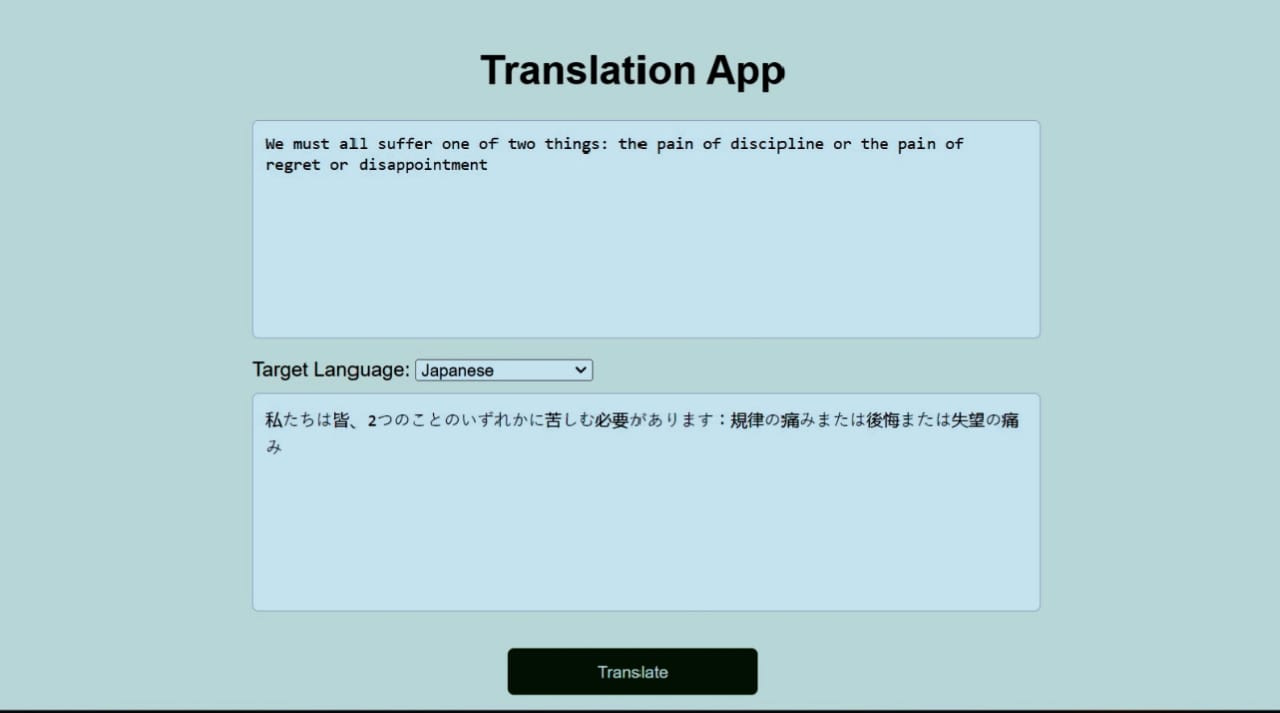 Translation App
We must all suffer one of two things: the pain of discipline or the pain of
regret or disappointment
Target Language: Japanese
私たちは皆、2つのことのいずれかに苦しむ必要があります：規律の痛みまたは後悔または失望の痛
み
Translate